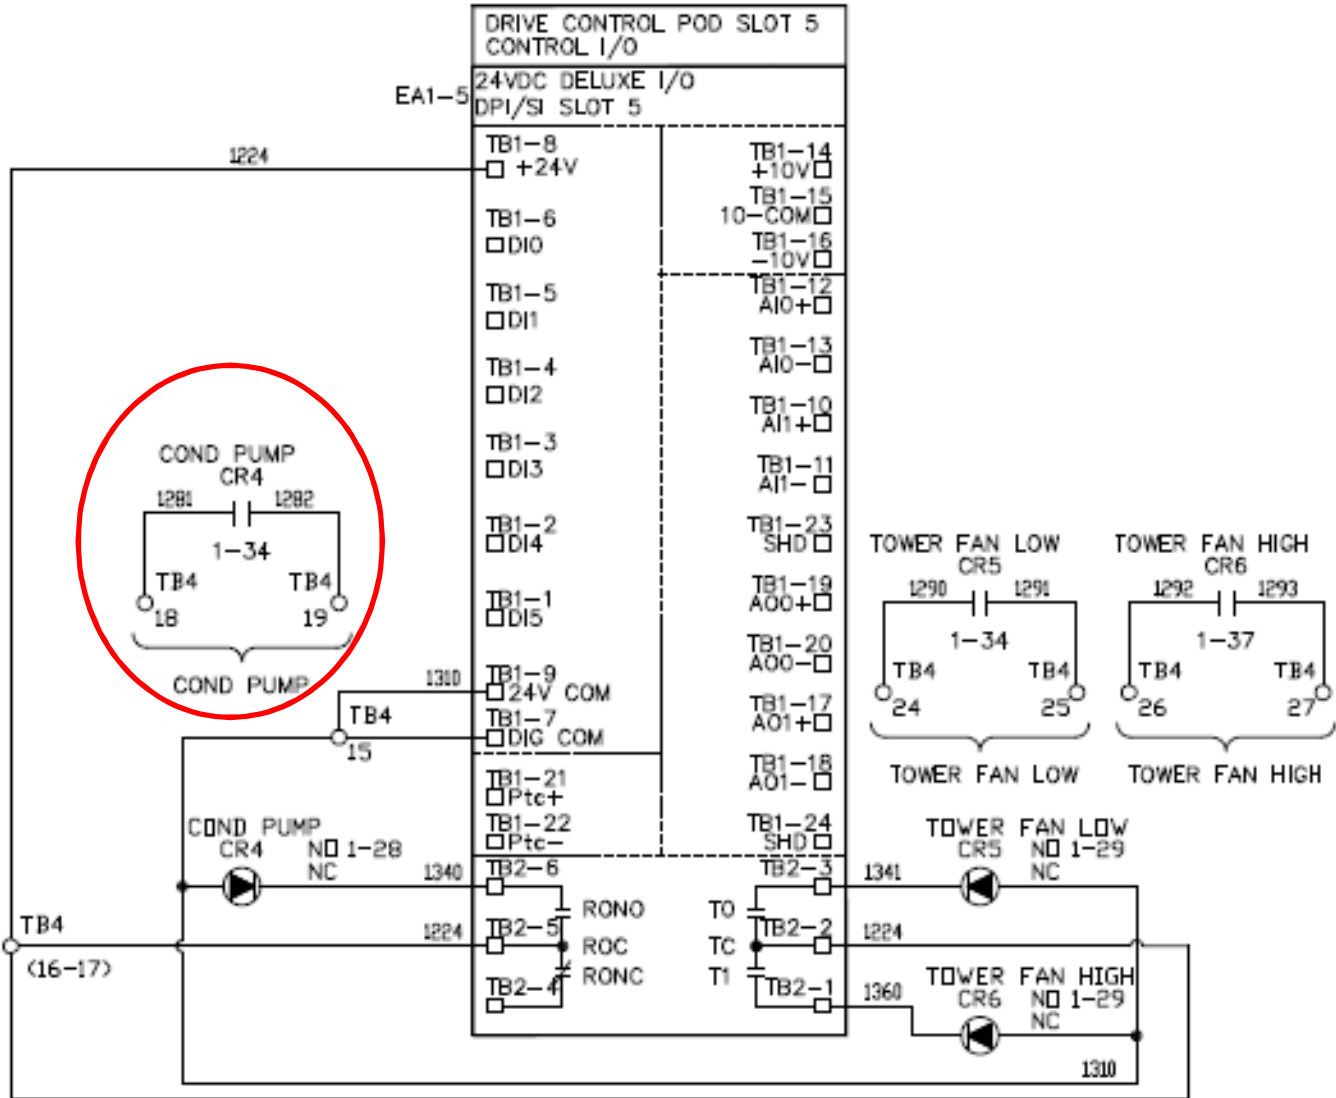 DRIVE CONTROL POD SLOT 5
CONTROL I/O
EA1-5
24VDC DELUXE I/O
DPI/SI SLOT 5
1224
TB1-8
+24V
TB1-6
DI0
TB1-5
DI1
TB1-4
DI2
TB1-3
DI3
TB1-2
DI4
TB1-1
DI5
TB1-9
24V COM
TB1-7
DIG COM
TB1-21
Ptc+
TB1-22
Ptc-
TB1-14
+10V
TB1-15
10-COM
TB1-16
-10V
TB1-12
AI0+
TB1-13
AI0-
TB1-10
AI1+
TB1-11
AI1-
TB1-23
SHD
TB1-19
AO0+
TB1-20
AO0-
TB1-17
AO1+
TB1-18
AO1-
TB1-24
SHD
COND PUMP
CR4
1281 1282
1-34
TB4 TB4
18 19
COND PUMP
1310
TB4
15
TOWER FAN LOW
CR5
1290 1291
1-34
TB4 TB4
24 25
TOWER FAN LOW
TOWER FAN HIGH
CR6
1292 1293
1-37
TB4 TB4
26 27
TOWER FAN HIGH
COND PUMP
CR4 NO 1-28
NC
1340
TB2-6
RONO
TB4
(16-17)
1224
TB2-5
ROC
TB2-4
RONC
TB2-3
TO
TB2-2
TC
TB2-1
T1
1341
TOWER FAN LOW
CR5 NO 1-29
NC
1224
1360
TOWER FAN HIGH
CR6 NO 1-29
NC
1310